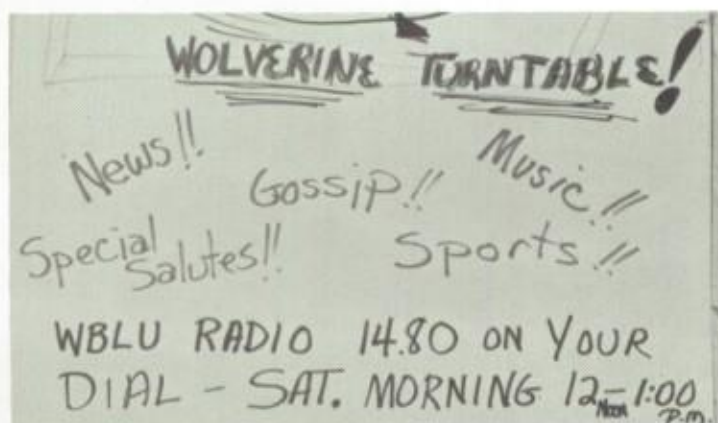 WOLVERINE TURNTABLE!
News!!
Gossip!!
Music!!
Special
Salutes!!
Sports!!
WBLU RADIO 14.80 ON YOUR
DIAL - SAT. MORNING 12 - 1:00
Noon P.M.